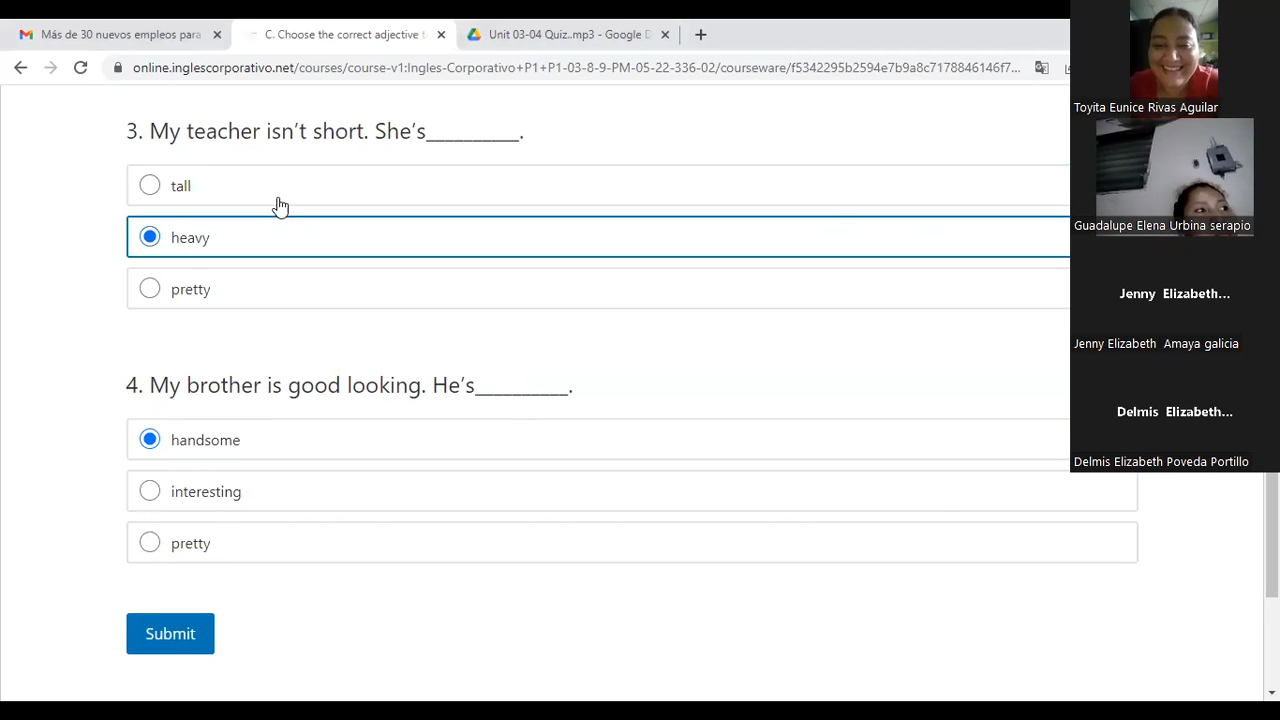 Más de 30 nuevos empleos para
C. Choose the correct adjective t
Unit 03-04 Quiz..mp3 - Google D
online.inglescorporativo.net/courses/course-v1:Ingles-Corporativo+P1+P1-03-8-9-PM-05-22-336-02/courseware/f5342295b2594e7b9a8c7178846146f7...
3. My teacher isn’t short. She’s__________.
tall
heavy
pretty
4. My brother is good looking. He’s__________.
handsome
interesting
pretty
Submit
Toyita Eunice Rivas Aguilar
Guadalupe Elena Urbina serapio
Jenny Elizabeth...
Jenny Elizabeth Amaya galicia
Delmis Elizabeth...
Delmis Elizabeth Poveda Portillo